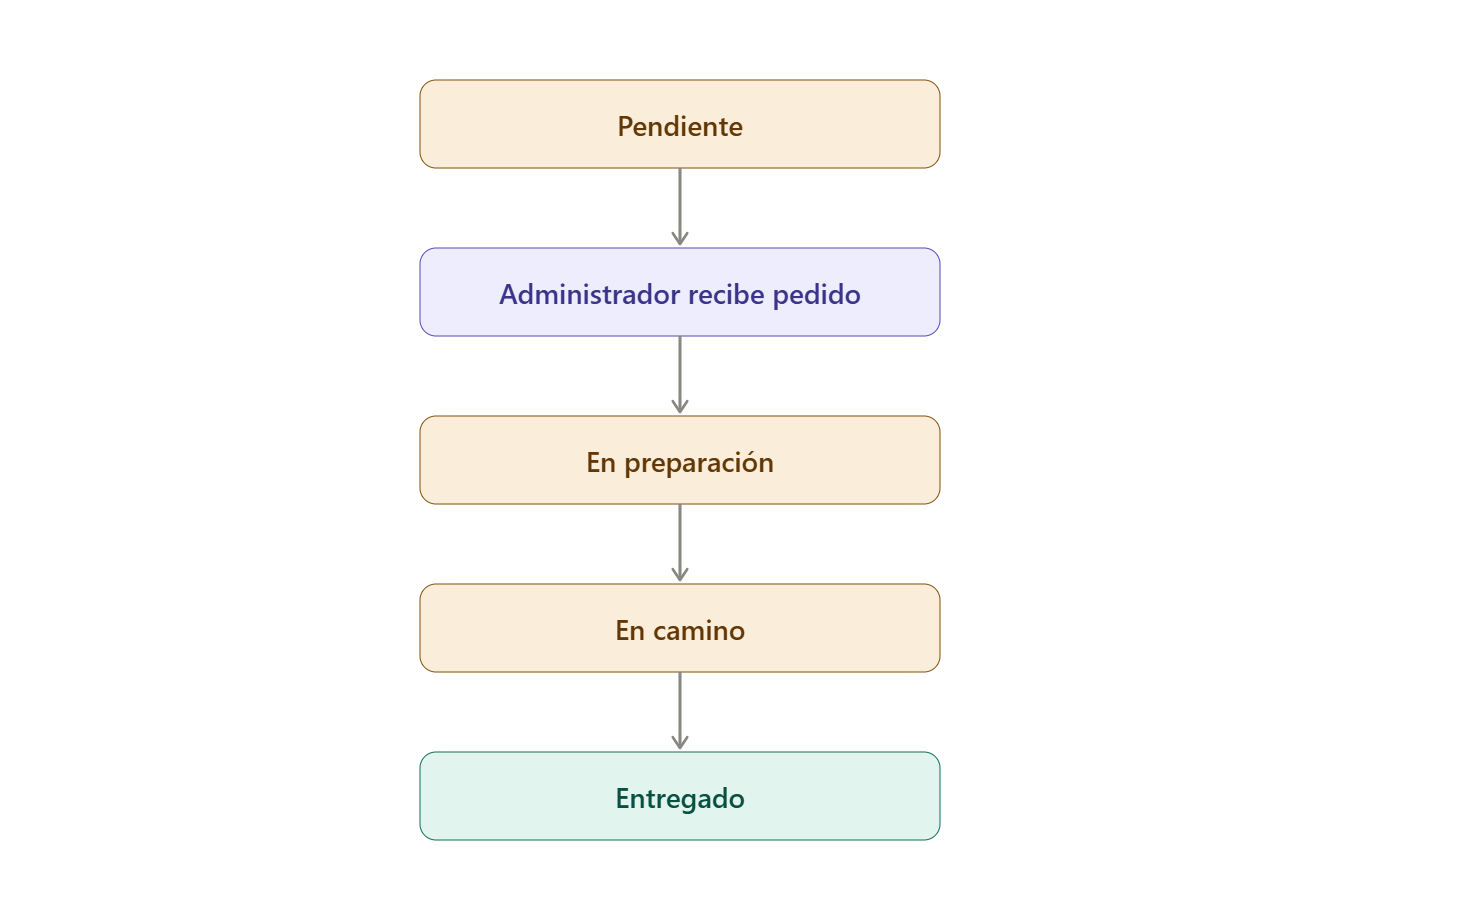 Pendiente
Administrador recibe pedido
En preparación
En camino
Entregado